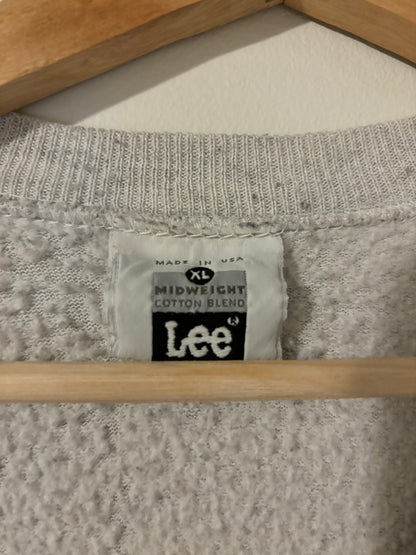 MADE IN USA
XL
MIDWEIGHT
COTTON BLEND
Lee®